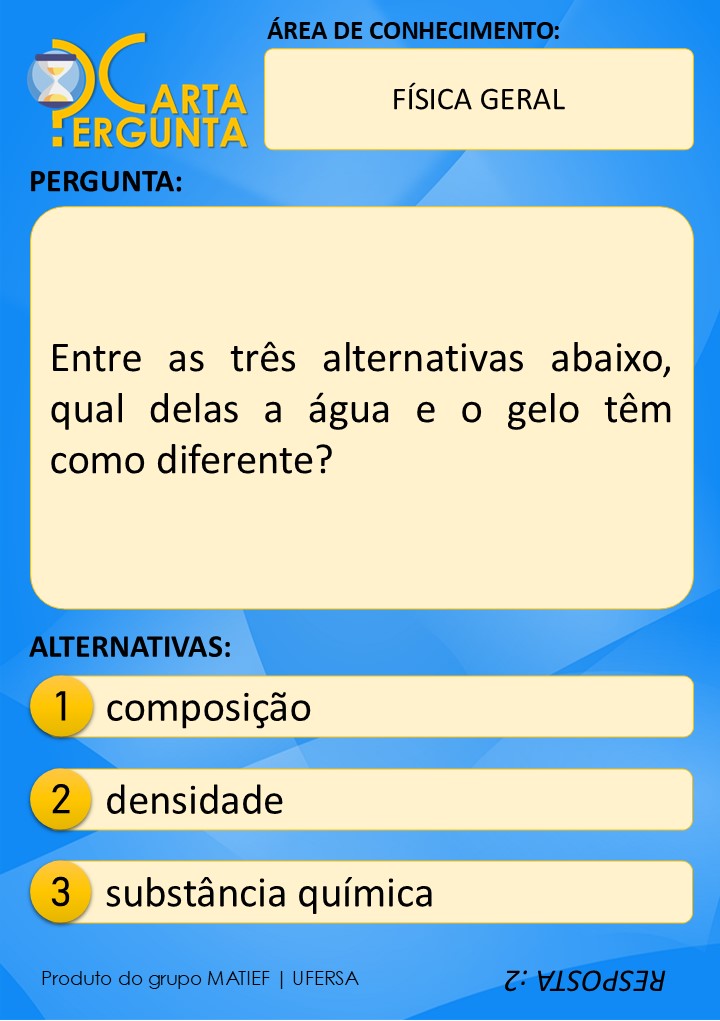 ÁREA DE CONHECIMENTO:
CARTA
PERGUNTA
FÍSICA GERAL
PERGUNTA:
Entre as três alternativas abaixo,
qual delas a água e o gelo têm
como diferente?
ALTERNATIVAS:
1 composição
2 densidade
3 substância química
Produto do grupo MATIEF | UFERSA
RESPOSTA :2